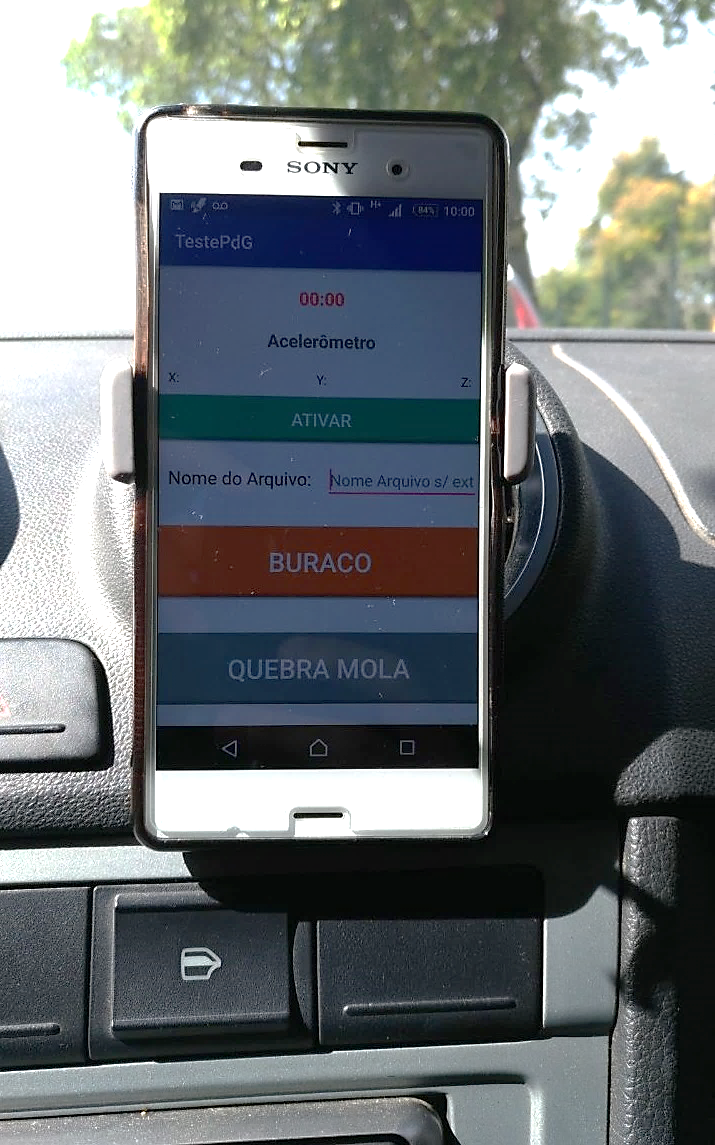 SONY
H+ 84% 10:00
TestePdG
00:00
Acelerômetro
X: Y: Z:
ATIVAR
Nome do Arquivo: Nome Arquivo s/ ext
BURACO
QUEBRA MOLA